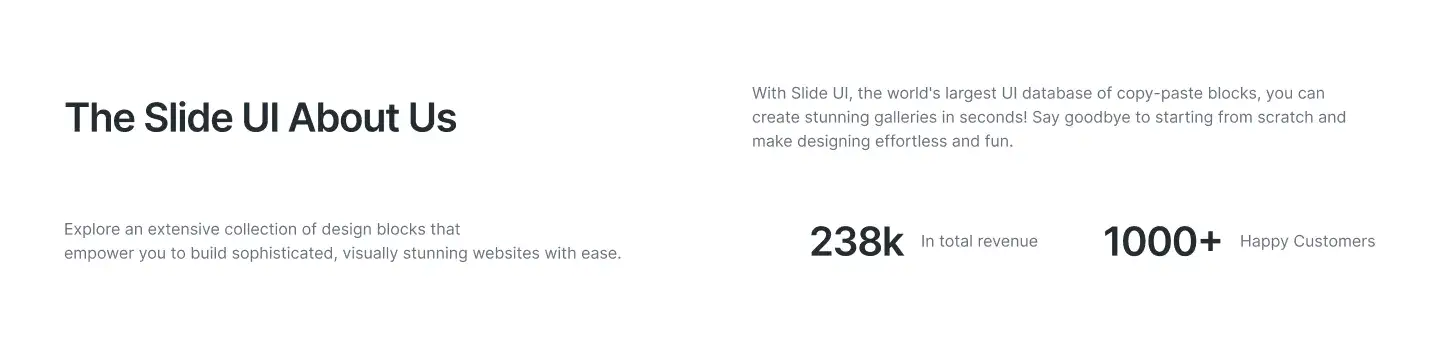 The Slide UI About Us
With Slide UI, the world's largest UI database of copy-paste blocks, you can
create stunning galleries in seconds! Say goodbye to starting from scratch and
make designing effortless and fun.
Explore an extensive collection of design blocks that
empower you to build sophisticated, visually stunning websites with ease.
238k In total revenue
1000+ Happy Customers